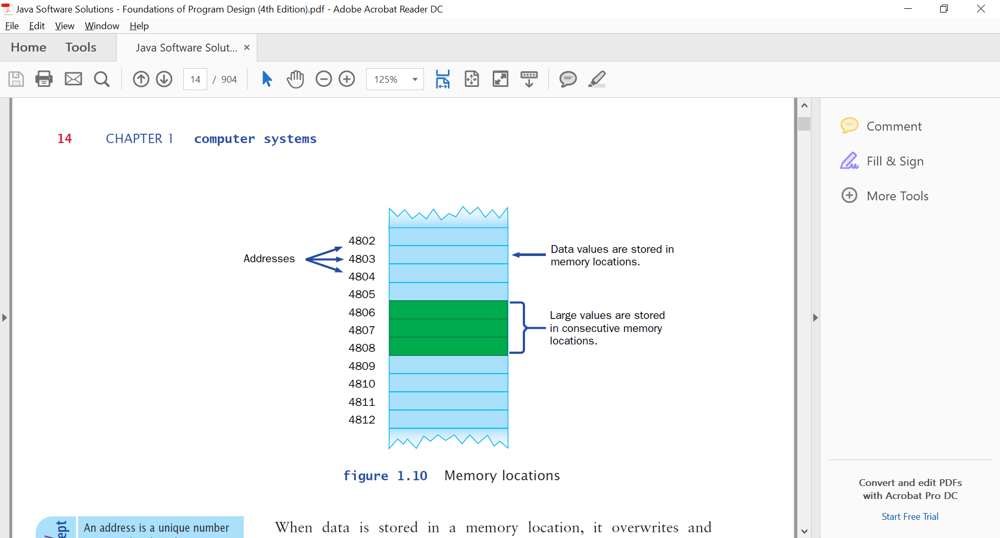 Java Software Solutions - Foundations of Program Design (4th Edition).pdf - Adobe Acrobat Reader DC
File Edit View Window Help
Home Tools Java Software Solut... ×
14 / 904 125%
14 CHAPTER 1 computer systems
Comment
Fill & Sign
More Tools
4802
Addresses
4803
4804
4805
4806
4807
4808
4809
4810
4811
4812
Data values are stored in
memory locations.
Large values are stored
in consecutive memory
locations.
figure 1.10 Memory locations
ept
An address is a unique number
When data is stored in a memory location, it overwrites and
Convert and edit PDFs
with Acrobat Pro DC
Start Free Trial